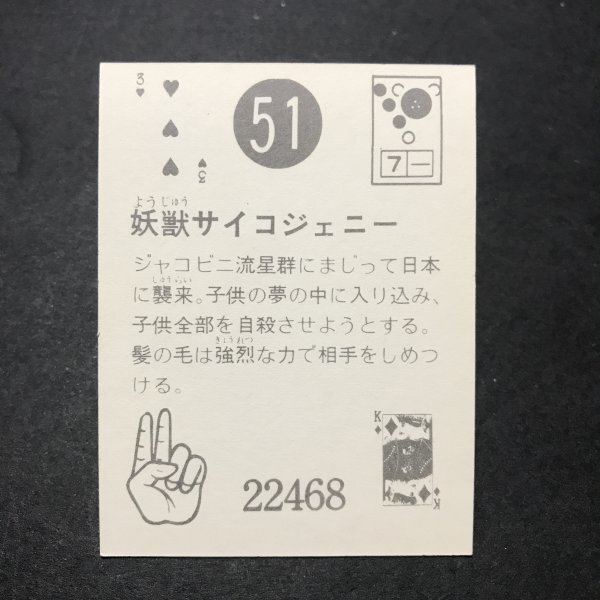 3
51
7 一
3
ようじゅう
妖獣サイコジェニー
ジャコビニ流星群にまじって日本
しゅうらい
に襲来。子供の夢の中に入り込み、
子供全部を自殺させようとする。
きょうれつ
髪の毛は強烈な力で相手をしめつ
ける。
K
22468
K